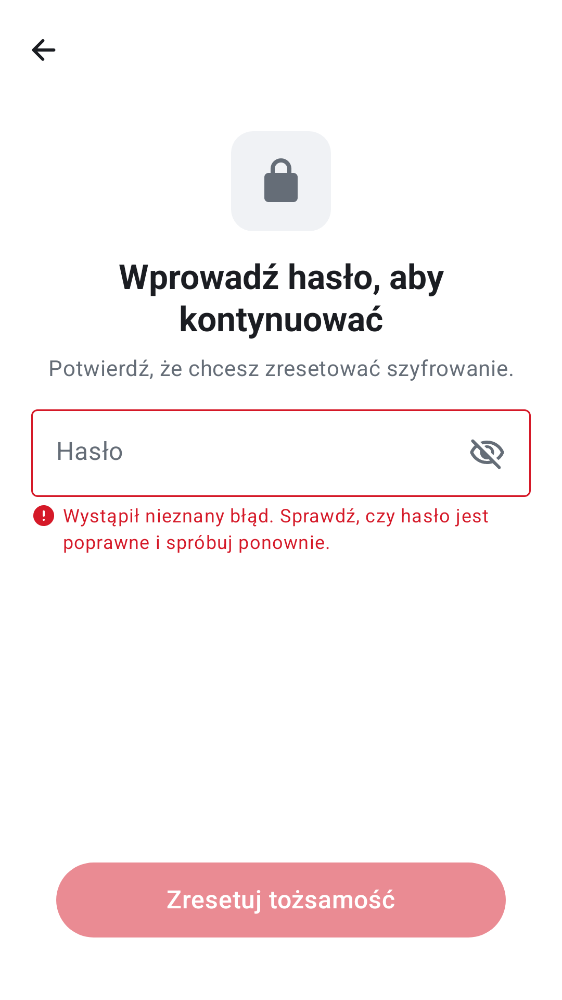 Wprowadź hasło, aby
kontynuować
Potwierdź, że chcesz zresetować szyfrowanie.
Hasło
Wystąpił nieznany błąd. Sprawdź, czy hasło jest
poprawne i spróbuj ponownie.
Zresetuj tożsamość